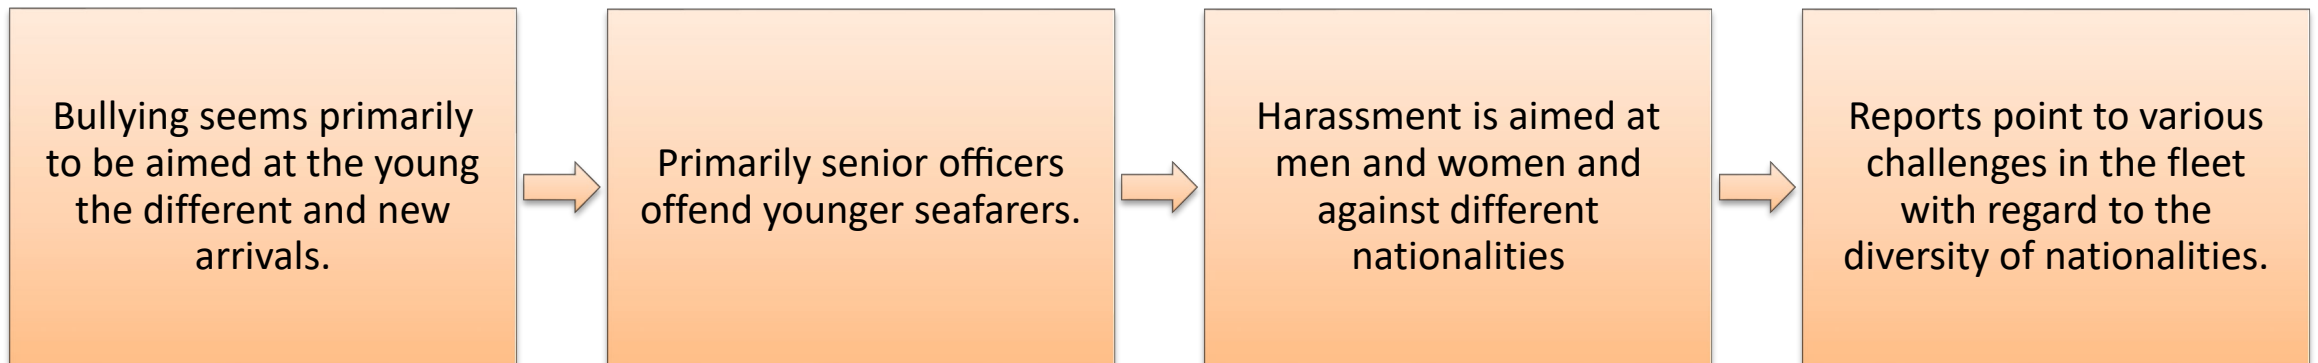 Bullying seems primarily
to be aimed at the young
the different and new
arrivals.
Primarily senior officers
offend younger seafarers.
Harassment is aimed at
men and women and
against different
nationalities
Reports point to various
challenges in the fleet
with regard to the
diversity of nationalities.